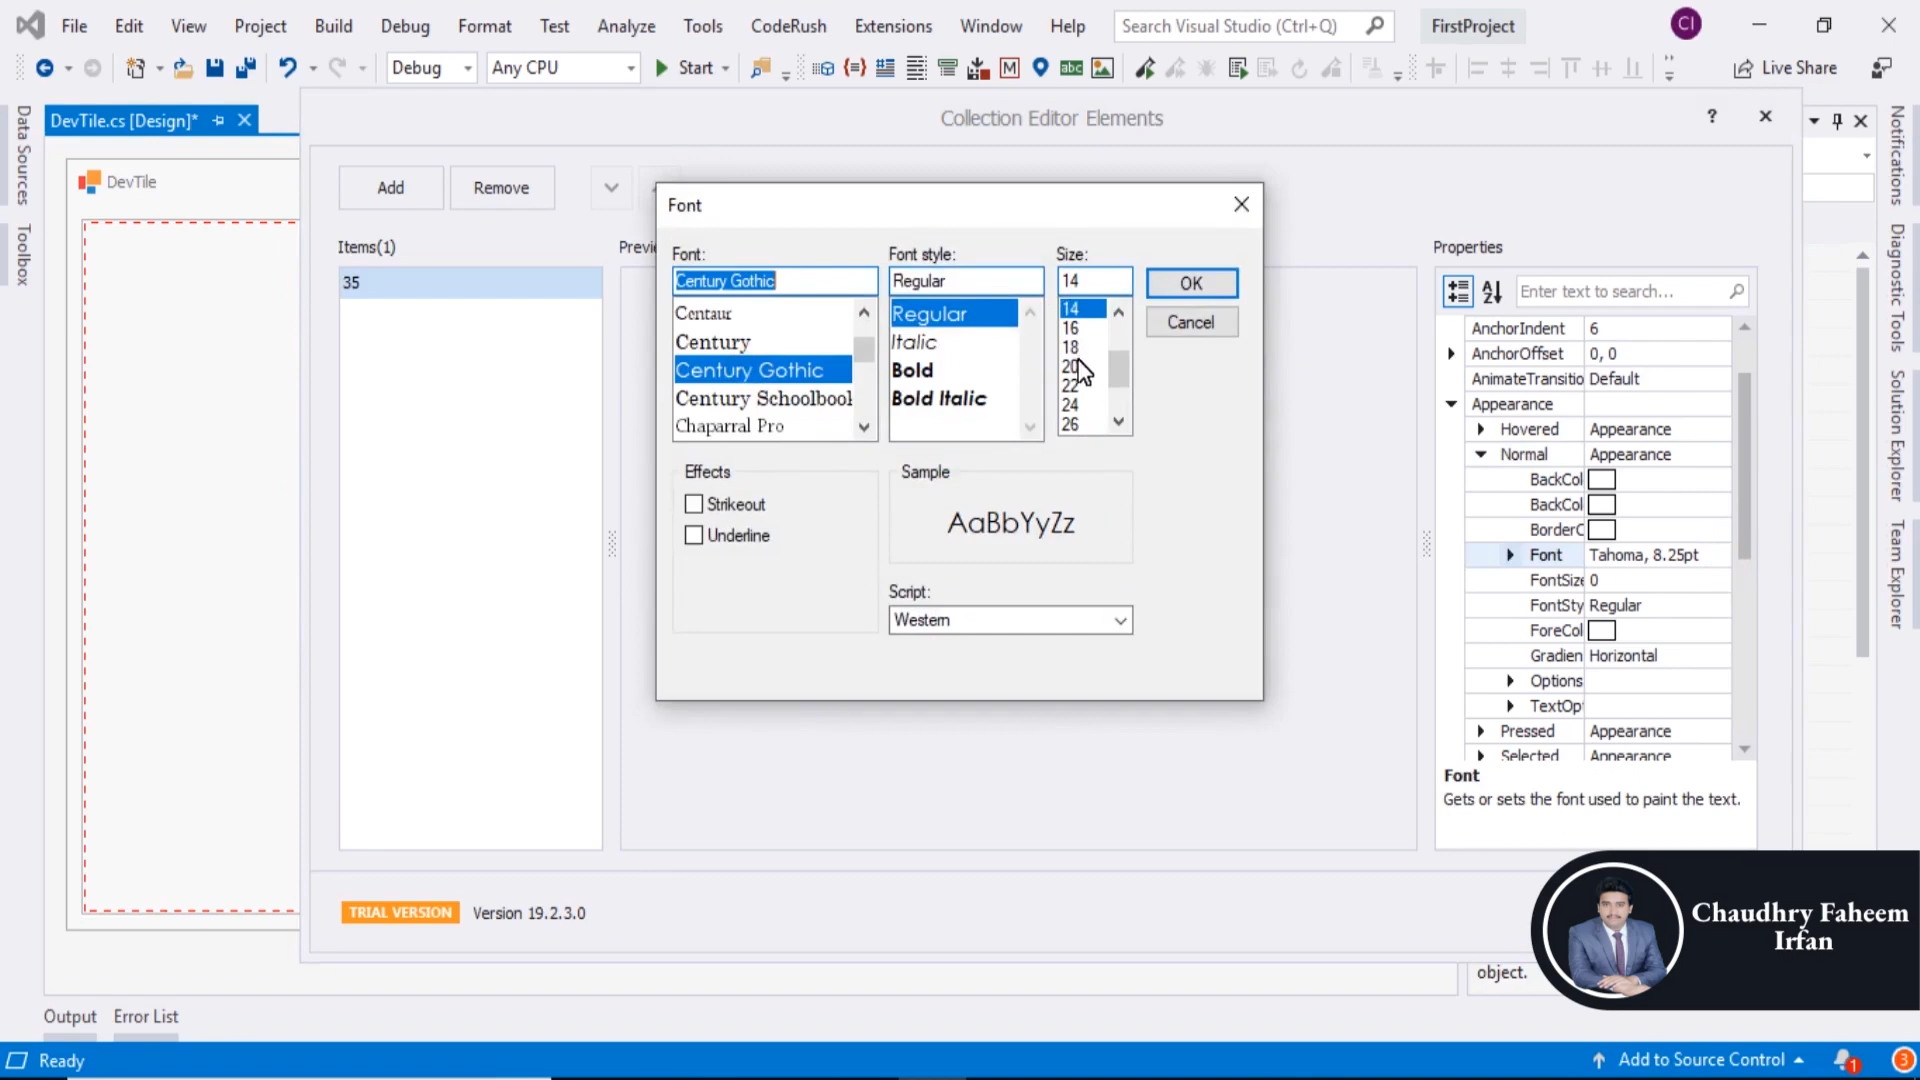 File Edit View Project Build Debug Format Test Analyze Tools CodeRush Extensions Window Help Search Visual Studio (Ctrl+Q) FirstProject CI
Debug Any CPU Start Live Share
DevTile.cs [Design]*
Collection Editor Elements
?
Data Sources
Toolbox
DevTile
Add Remove
Items(1)
35
Font
Font: Font style: Size:
Century Gothic Regular 14 OK
Centaur Regular 14
Century Italic 16 Cancel
Century Gothic Bold 18
Century Schoolbook Bold Italic 20
Chaparral Pro 22
24
26
Effects
Strikeout
Underline
Sample
AaBbYyZz
Script:
Western
Properties
Enter text to search...
AnchorIndent 6
AnchorOffset 0, 0
AnimateTransitio Default
Appearance
Hovered Appearance
Normal Appearance
BackCol
BackCol
BorderC
Font Tahoma, 8.25pt
FontSize 0
FontSty Regular
ForeCol
Gradien Horizontal
Options
TextOp
Pressed Appearance
Selected Appearance
Font
Gets or sets the font used to paint the text.
Notifications
Diagnostic Tools
Solution Explorer
Team Explorer
TRIAL VERSION Version 19.2.3.0
Chaudhry Faheem
Irfan
object.
Output Error List
Ready Add to Source Control 1 3